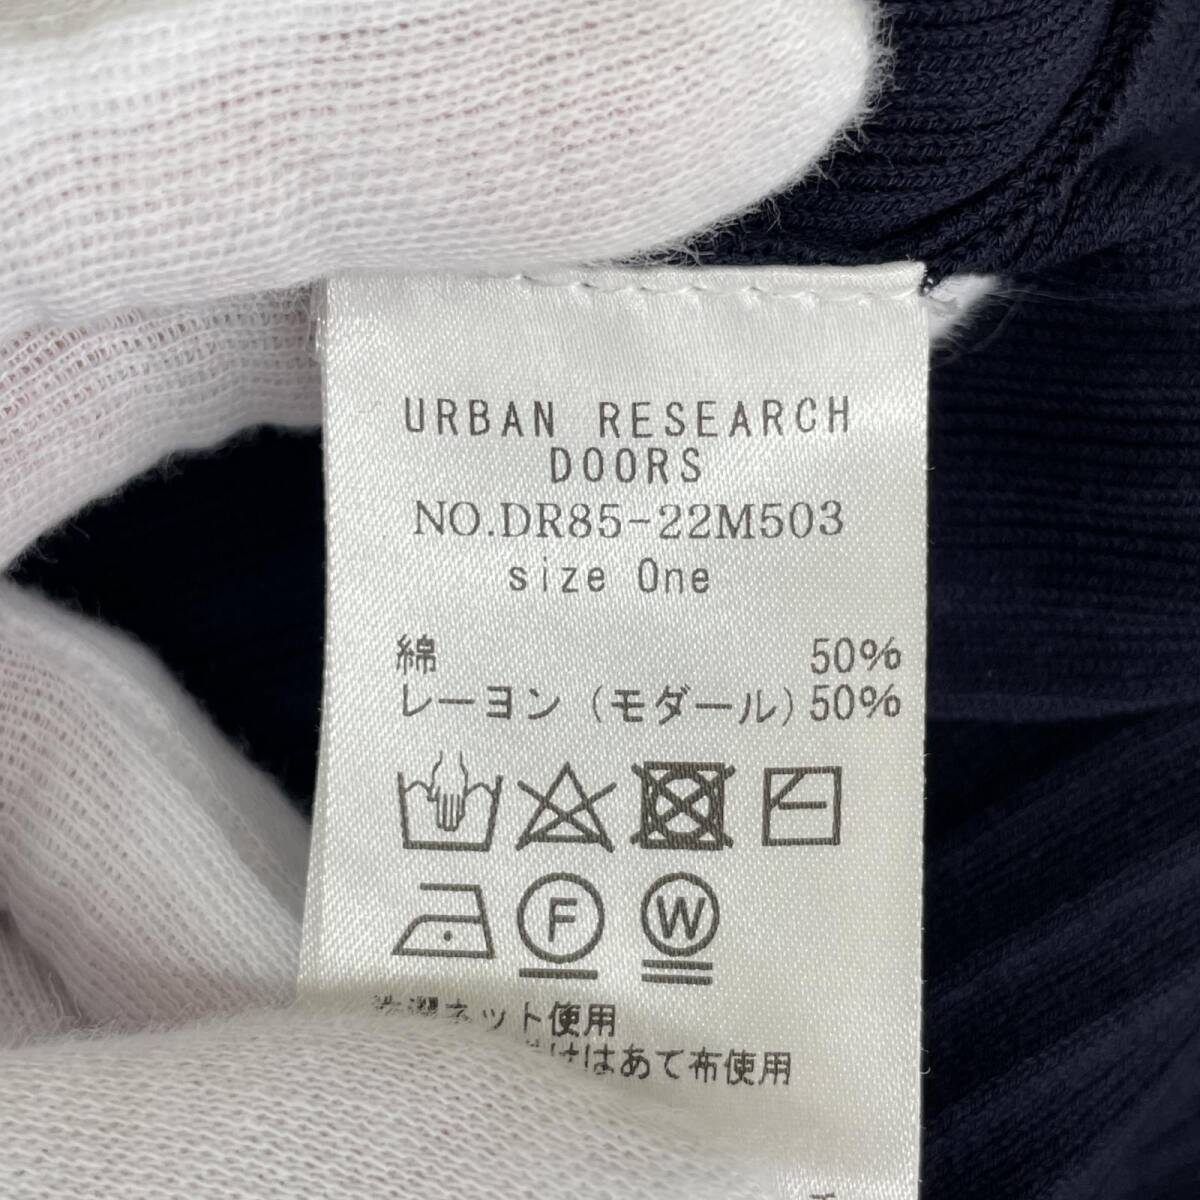 URBAN RESEARCH
DOORS
NO.DR85-22M503
size One
綿 50%
レーヨン (モダール) 50%
F W
洗濯ネット使用
はあて布使用